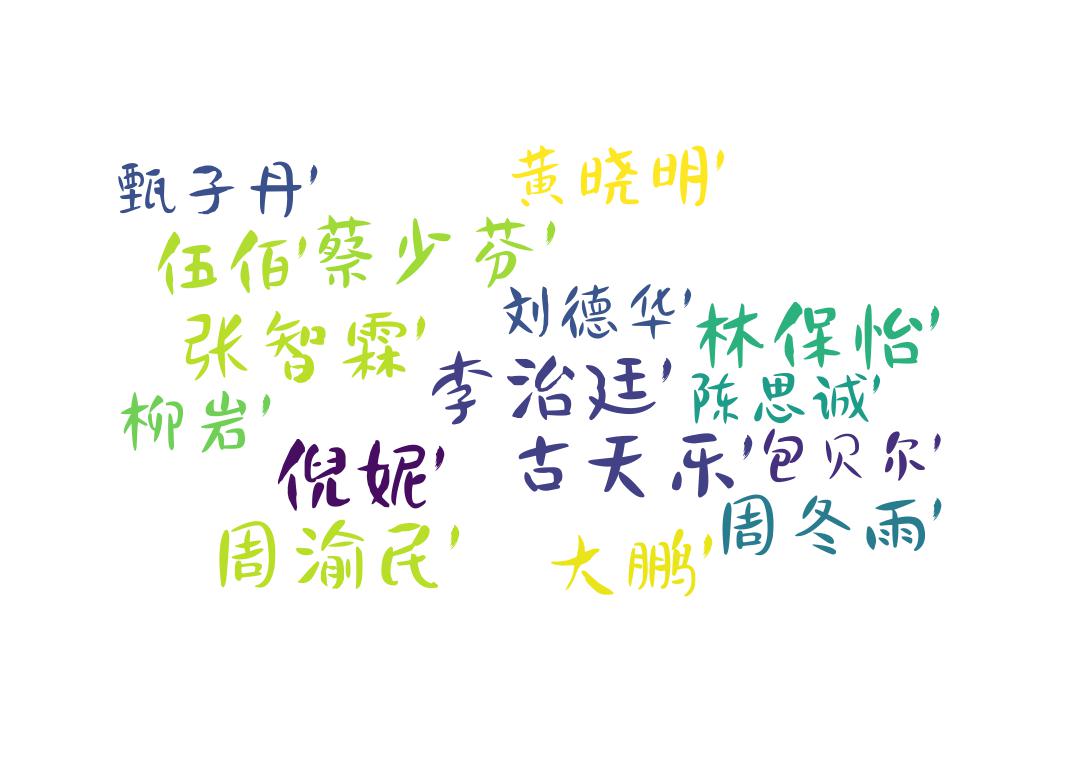 甄子丹'
黄晓明'
伍佰'
蔡少芬'
刘德华'
张智霖'
林保怡'
李治廷'
陈思诚'
柳岩'
倪妮'
古天乐'
包贝尔'
周渝民'
大鹏'
周冬雨'